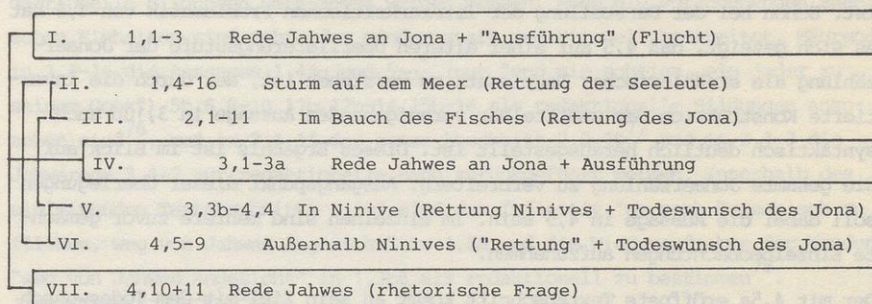 I. 1,1-3 Rede Jahwes an Jona + "Ausführung" (Flucht)
II. 1,4-16 Sturm auf dem Meer (Rettung der Seeleute)
III. 2,1-11 Im Bauch des Fisches (Rettung des Jona)
IV. 3,1-3a Rede Jahwes an Jona + Ausführung
V. 3,3b-4,4 In Ninive (Rettung Ninives + Todeswunsch des Jona)
VI. 4,5-9 Außerhalb Ninives ("Rettung" + Todeswunsch des Jona)
VII. 4,10+11 Rede Jahwes (rhetorische Frage)